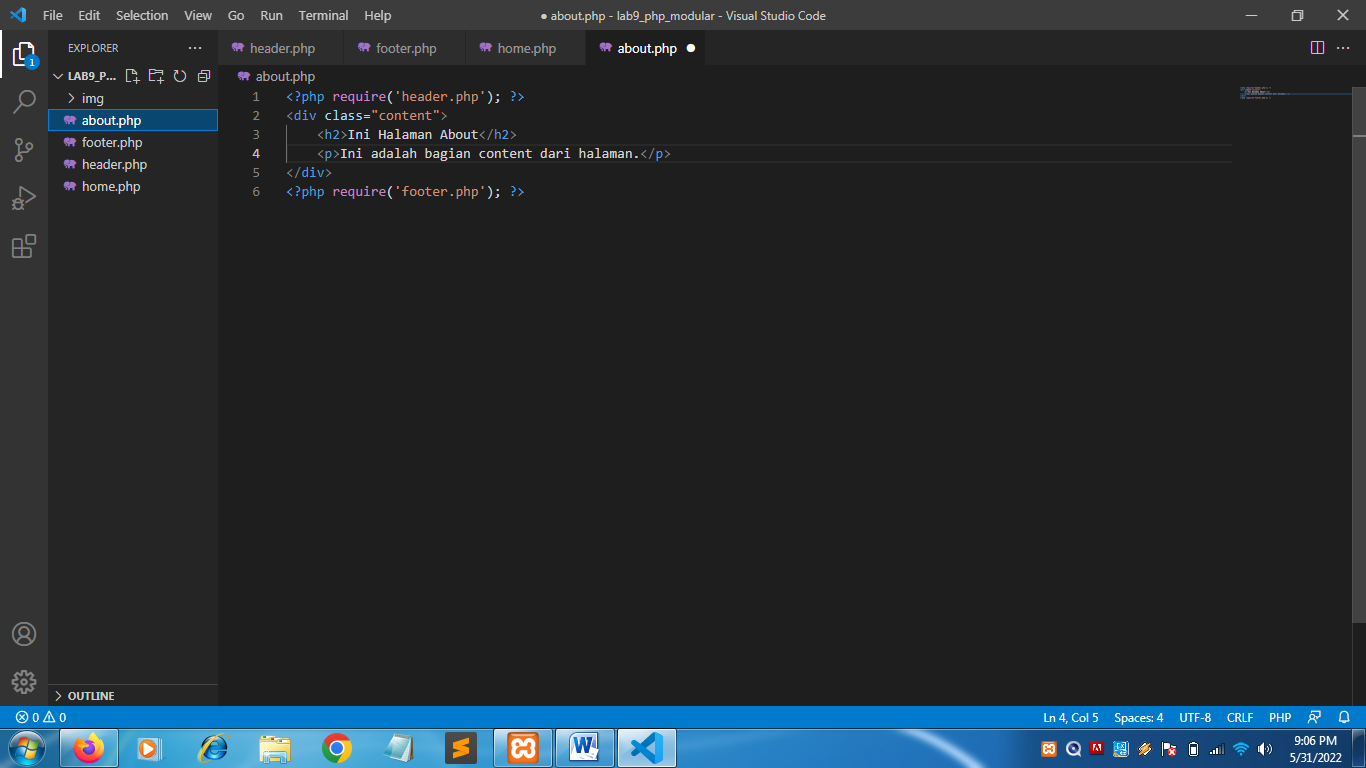 File Edit Selection View Go Run Terminal Help ● about.php - lab9_php_modular - Visual Studio Code
EXPLORER ···
header.php footer.php home.php about.php ●
LAB9_P...
img
about.php
footer.php
header.php
home.php
OUTLINE
1
about.php
1 <?php require('header.php'); ?>
2 <div class="content">
3 <h2>Ini Halaman About</h2>
4 <p>Ini adalah bagian content dari halaman.</p>
5 </div>
6 <?php require('footer.php'); ?>
0 0 Ln 4, Col 5 Spaces: 4 UTF-8 CRLF PHP
9:06 PM
5/31/2022